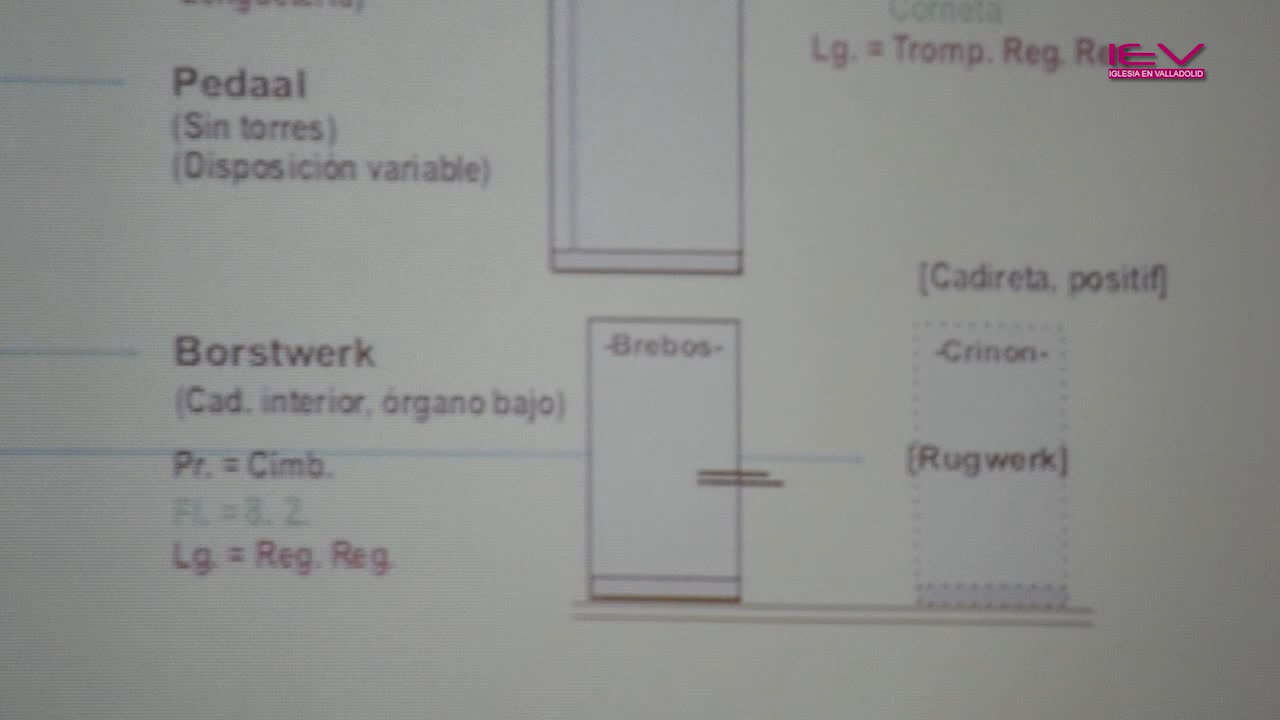 Corneta
Lg. = Tromp. Reg. Re
IEV
IGLESIA EN VALLADOLID
Pedaal
(Sin torres)
(Disposición variable)
[Cadireta, positif]
Borstwerk
-Brebos-
-Crinon-
(Cad. interior, órgano bajo)
Pr. = Cimb.
[Rugwerk]
Fl. = 8. 2.
Lg. = Reg. Reg.